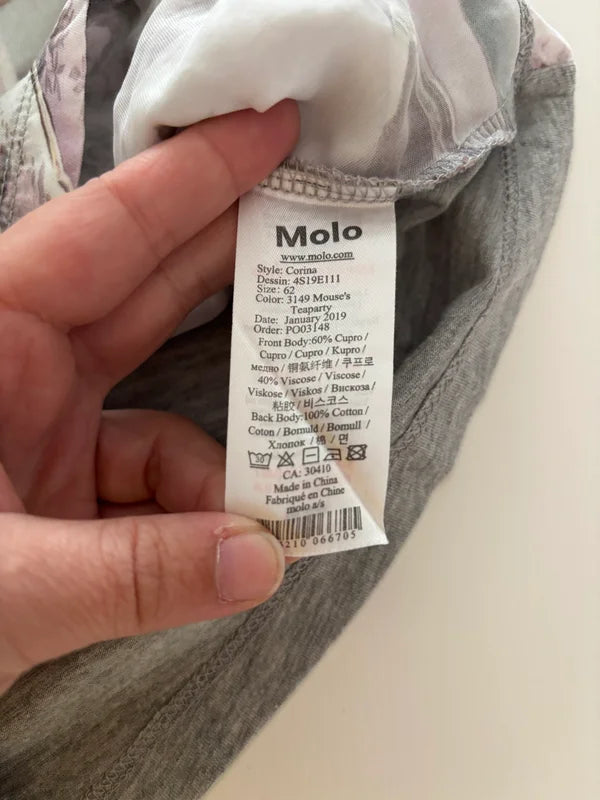 Molo
www.molo.com
Style: Corina
Dessin: 4S19E111
Size: 62
Color: 3149 Mouse's
Teaparty
Date: January 2019
Order: PO03148
Front Body:60% Cupro /
Cupro / Cupro / Kupro /
медно / 铜氨纤维 / 쿠프로
40% Viscose / Viscose /
Viskose / Viskos / Вискоза /
粘胶 / 비스코스
Back Body:100% Cotton /
Coton / Bomuld / Bomull /
Хлопок / 棉 / 면
30
CA: 30410
Made in China
Fabriqué en Chine
molo a/s
210 066705